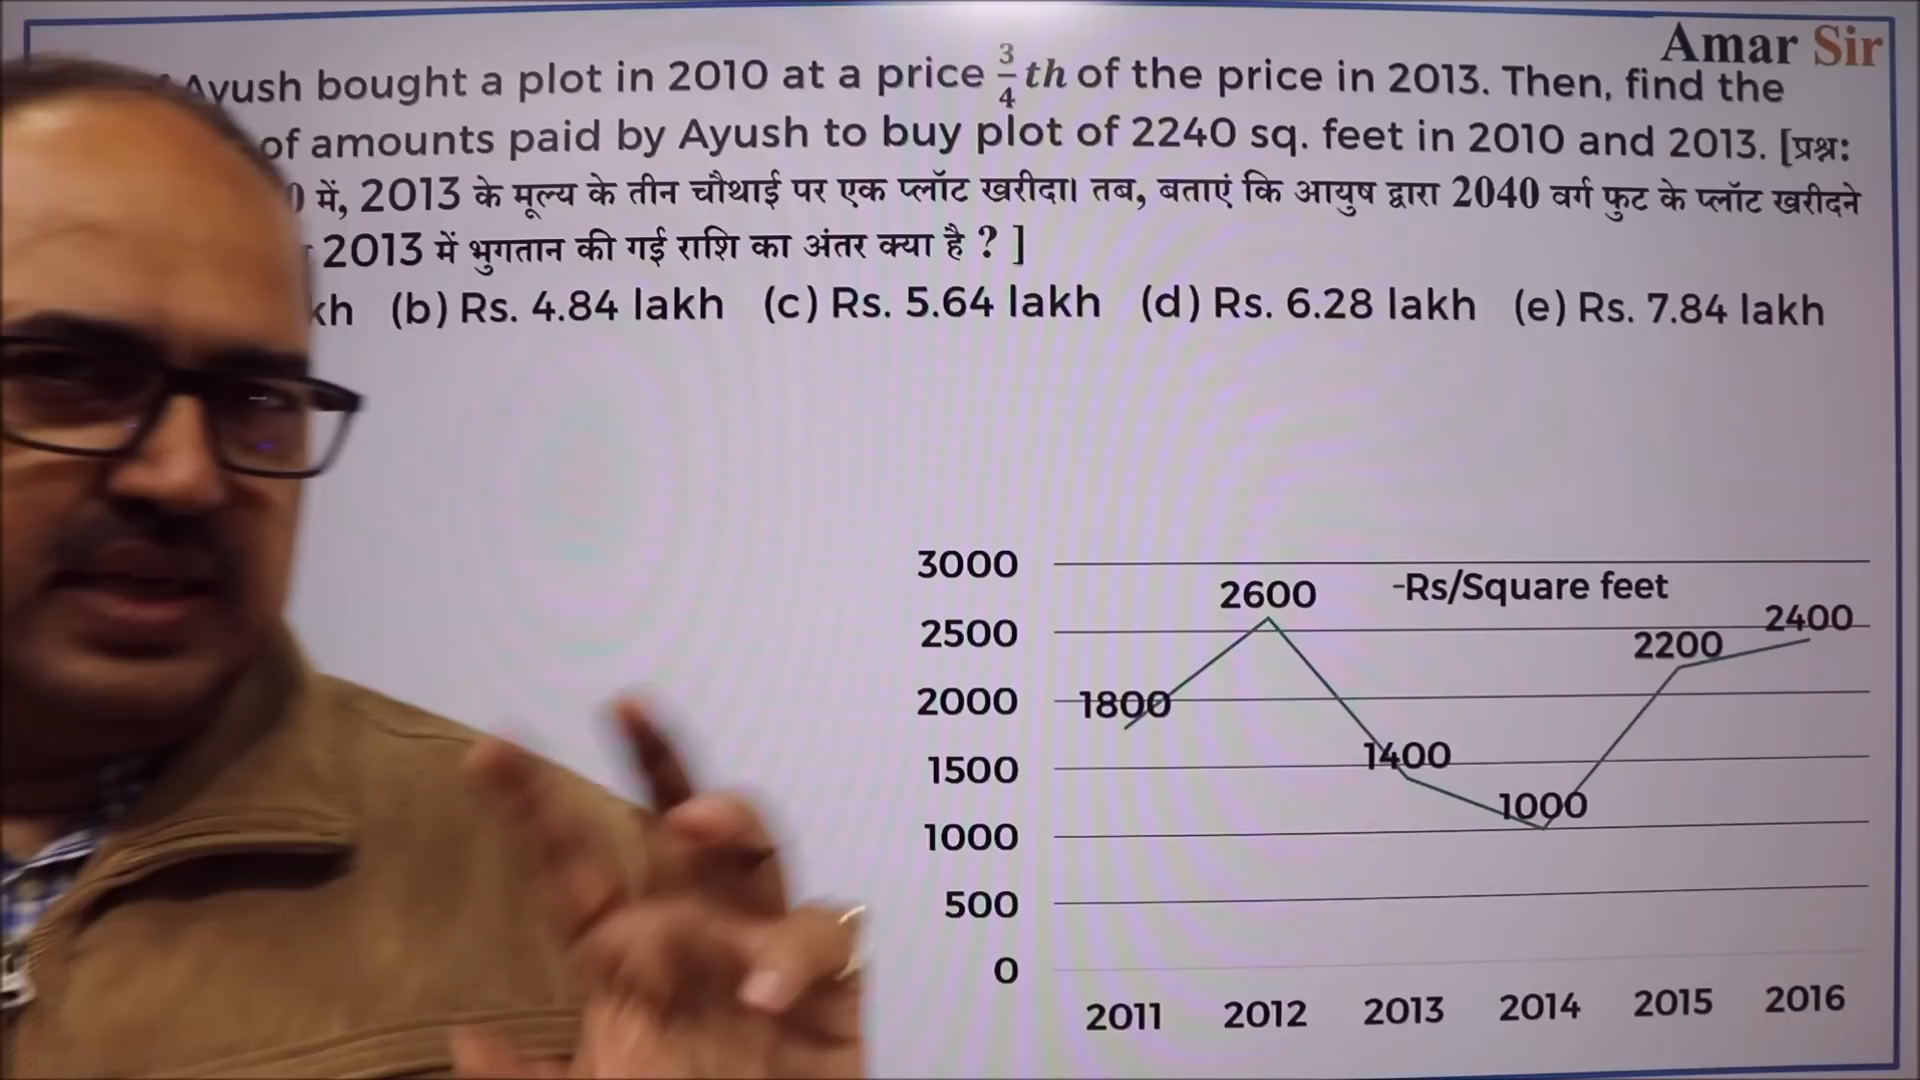 Amar Sir
Ayush bought a plot in 2010 at a price 3/4 th of the price in 2013. Then, find the
of amounts paid by Ayush to buy plot of 2240 sq. feet in 2010 and 2013. [प्रश्न:
में, 2013 के मूल्य के तीन चौथाई पर एक प्लॉट खरीदा। तब, बताएं कि आयुष द्वारा 2040 वर्ग फुट के प्लॉट खरीदने
2013 में भुगतान की गई राशि का अंतर क्या है ? ]
kh (b) Rs. 4.84 lakh (c) Rs. 5.64 lakh (d) Rs. 6.28 lakh (e) Rs. 7.84 lakh
3000
-Rs/Square feet
2600
2500
2400
2200
2000
1800
1500
1400
1000
1000
500
0
2011 2012 2013 2014 2015 2016